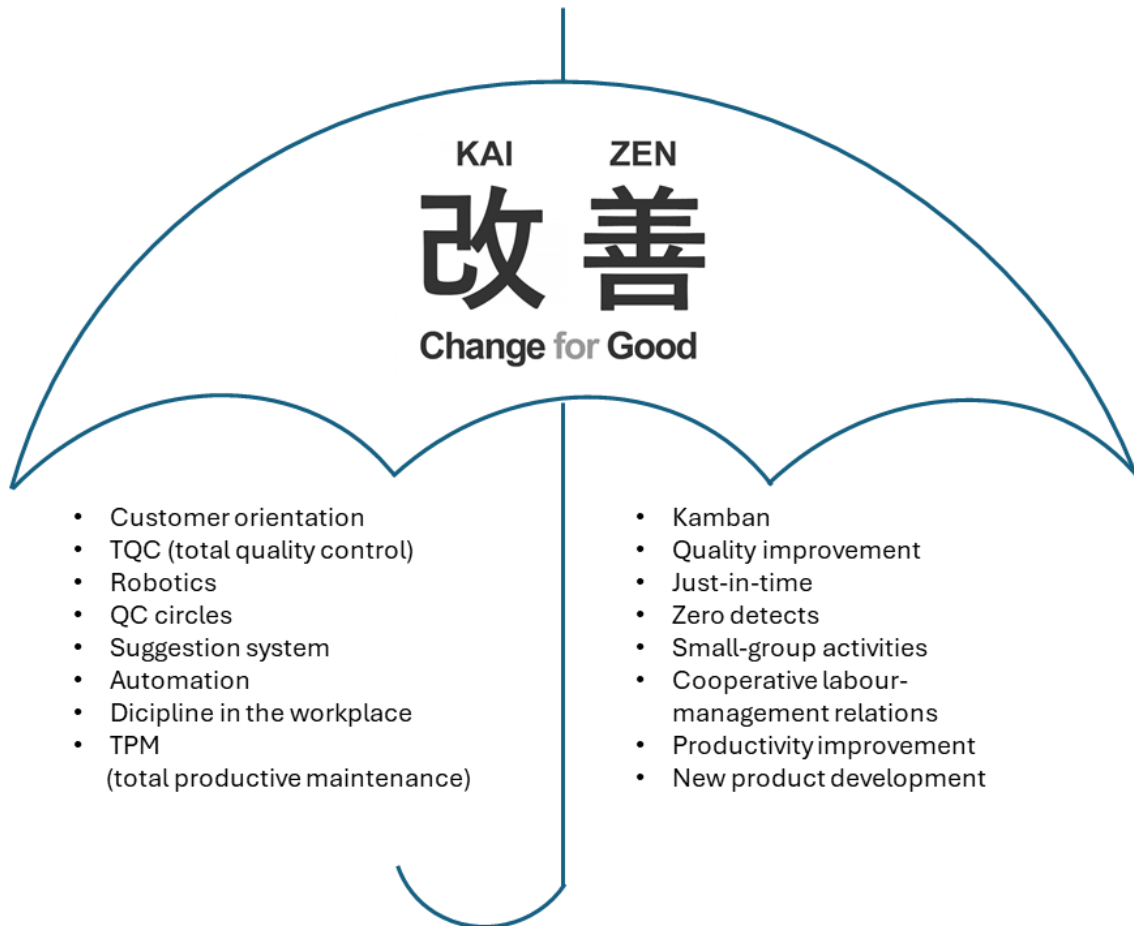 KAI ZEN
改善
Change for Good
• Customer orientation
• TQC (total quality control)
• Robotics
• QC circles
• Suggestion system
• Automation
• Dicipline in the workplace
• TPM
(total productive maintenance)
• Kamban
• Quality improvement
• Just-in-time
• Zero detects
• Small-group activities
• Cooperative labour-
management relations
• Productivity improvement
• New product development